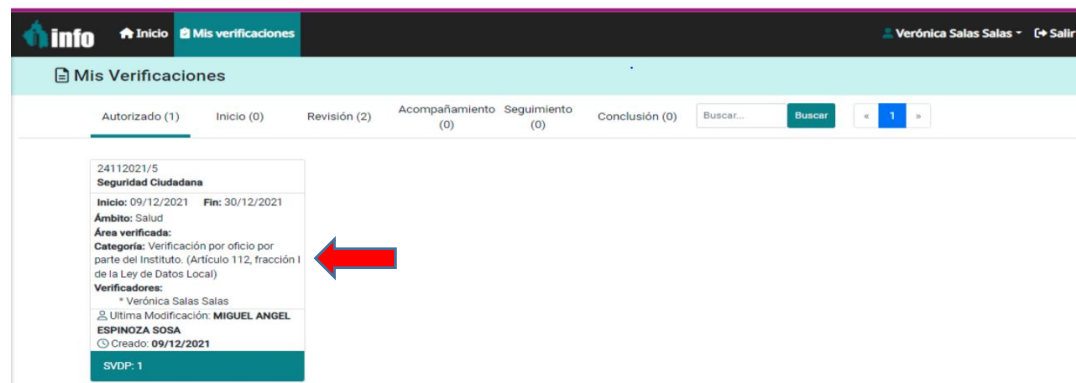 info Inicio Mis verificaciones Verónica Salas Salas Salir
Mis Verificaciones
Autorizado (1) Inicio (0) Revisión (2) Acompañamiento (0) Seguimiento (0) Conclusión (0) Buscar... Buscar « 1 »
24112021/5
Seguridad Ciudadana
Inicio: 09/12/2021 Fin: 30/12/2021
Ámbito: Salud
Área verificada:
Categoría: Verificación por oficio por
parte del Instituto. (Artículo 112, fracción I
de la Ley de Datos Local)
Verificadores:
* Verónica Salas Salas
Ultima Modificación: MIGUEL ANGEL
ESPINOZA SOSA
Creado: 09/12/2021
SVDP: 1